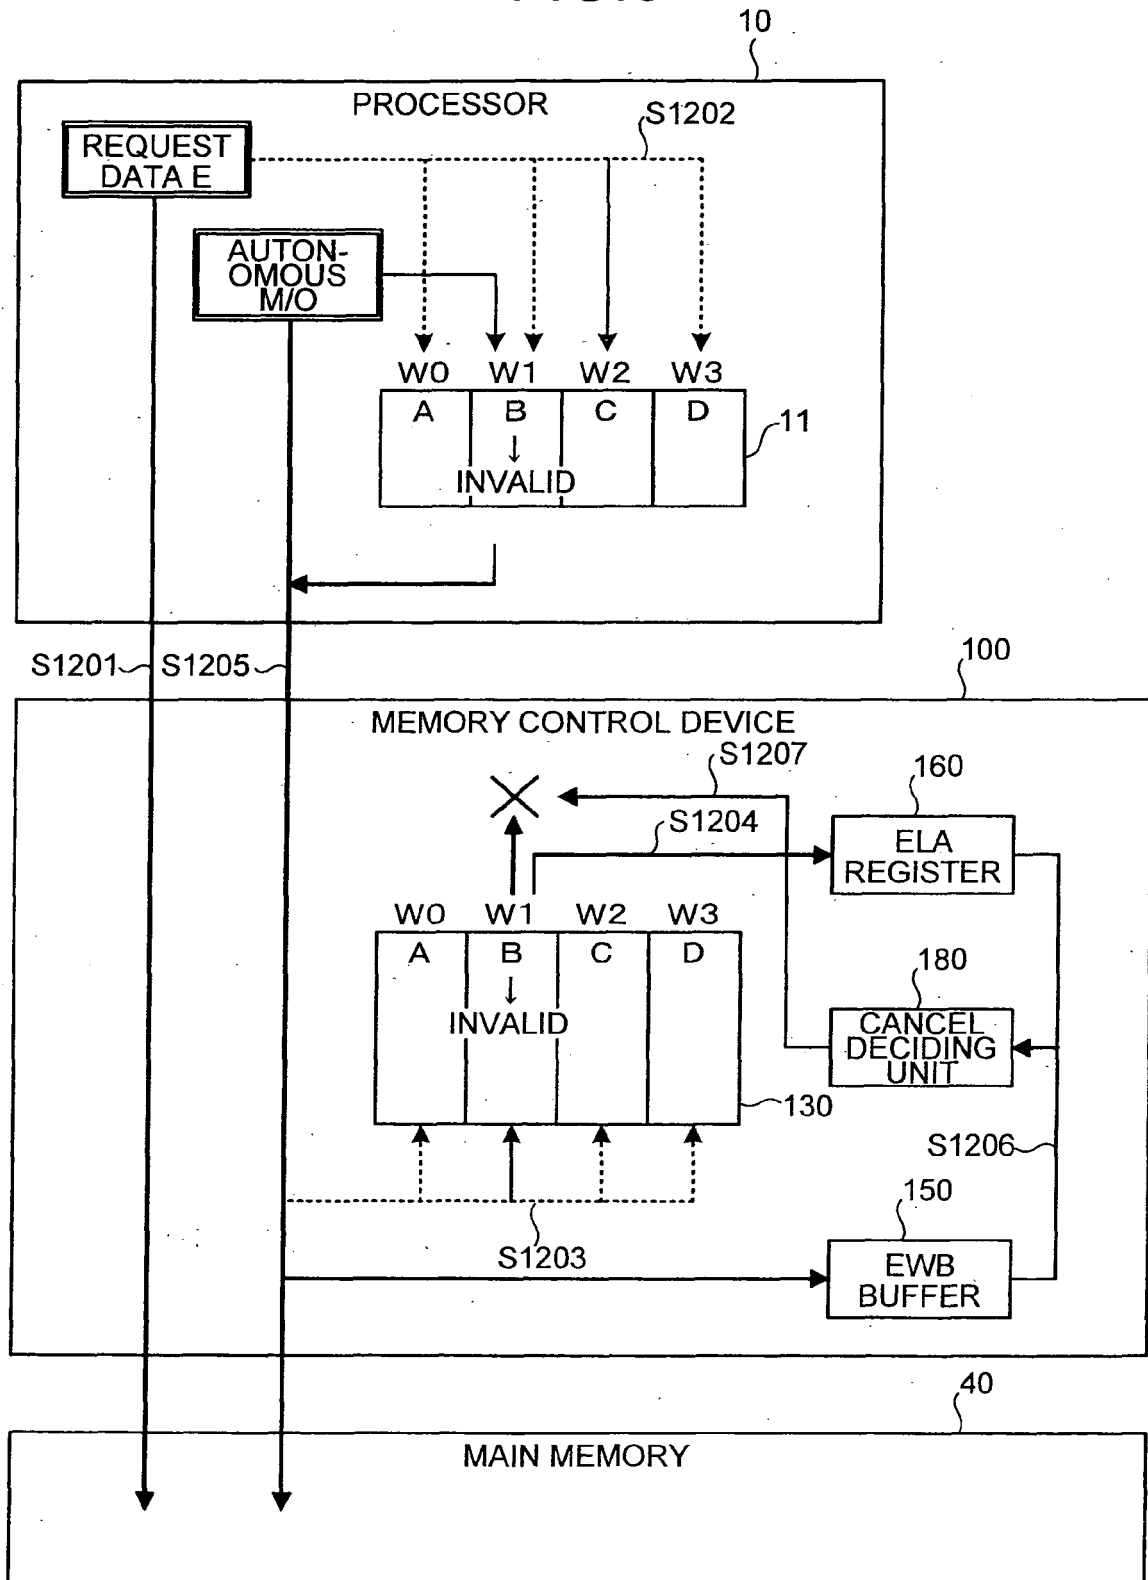 10
PROCESSOR
S1202
REQUEST
DATA E
AUTON-
OMOUS
M/O
W0 W1 W2 W3
A B C D
11
↓
INVALID
S1201 S1205
100
MEMORY CONTROL DEVICE
S1207
160
S1204
ELA
REGISTER
W0 W1 W2 W3
A B C D
180
↓
INVALID
CANCEL
DECIDING
UNIT
130
S1206
150
S1203
EWB
BUFFER
40
MAIN MEMORY